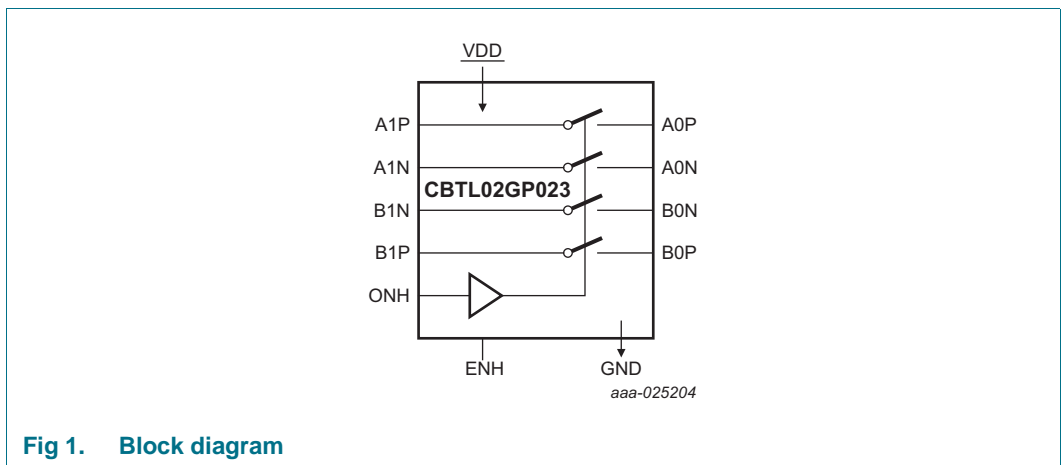 VDD
A1P
A0P
A1N
A0N
CBTL02GP023
B1N
B0N
B1P
B0P
ONH
ENH
GND
aaa-025204
Fig 1. Block diagram